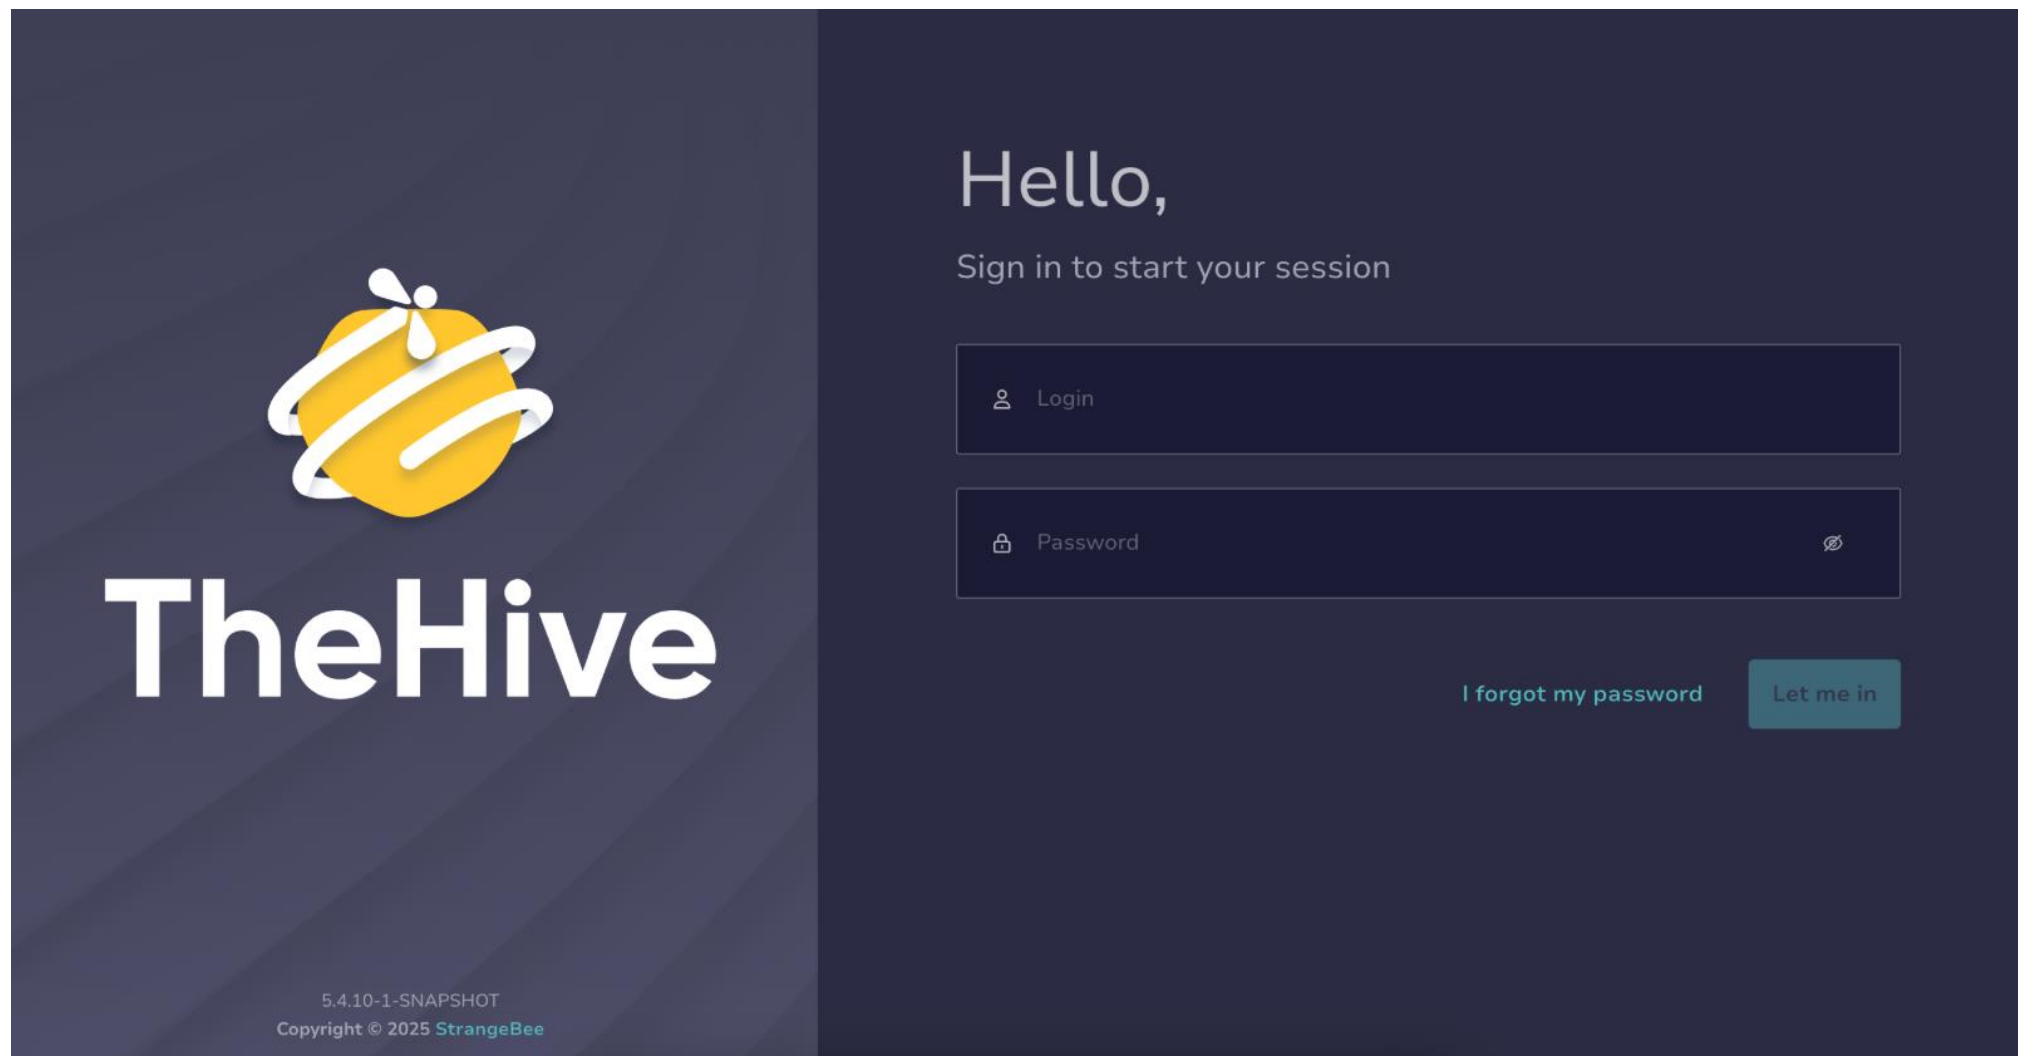 TheHive
5.4.10-1-SNAPSHOT
Copyright © 2025 StrangeBee
Hello,
Sign in to start your session
Login
Password
I forgot my password
Let me in